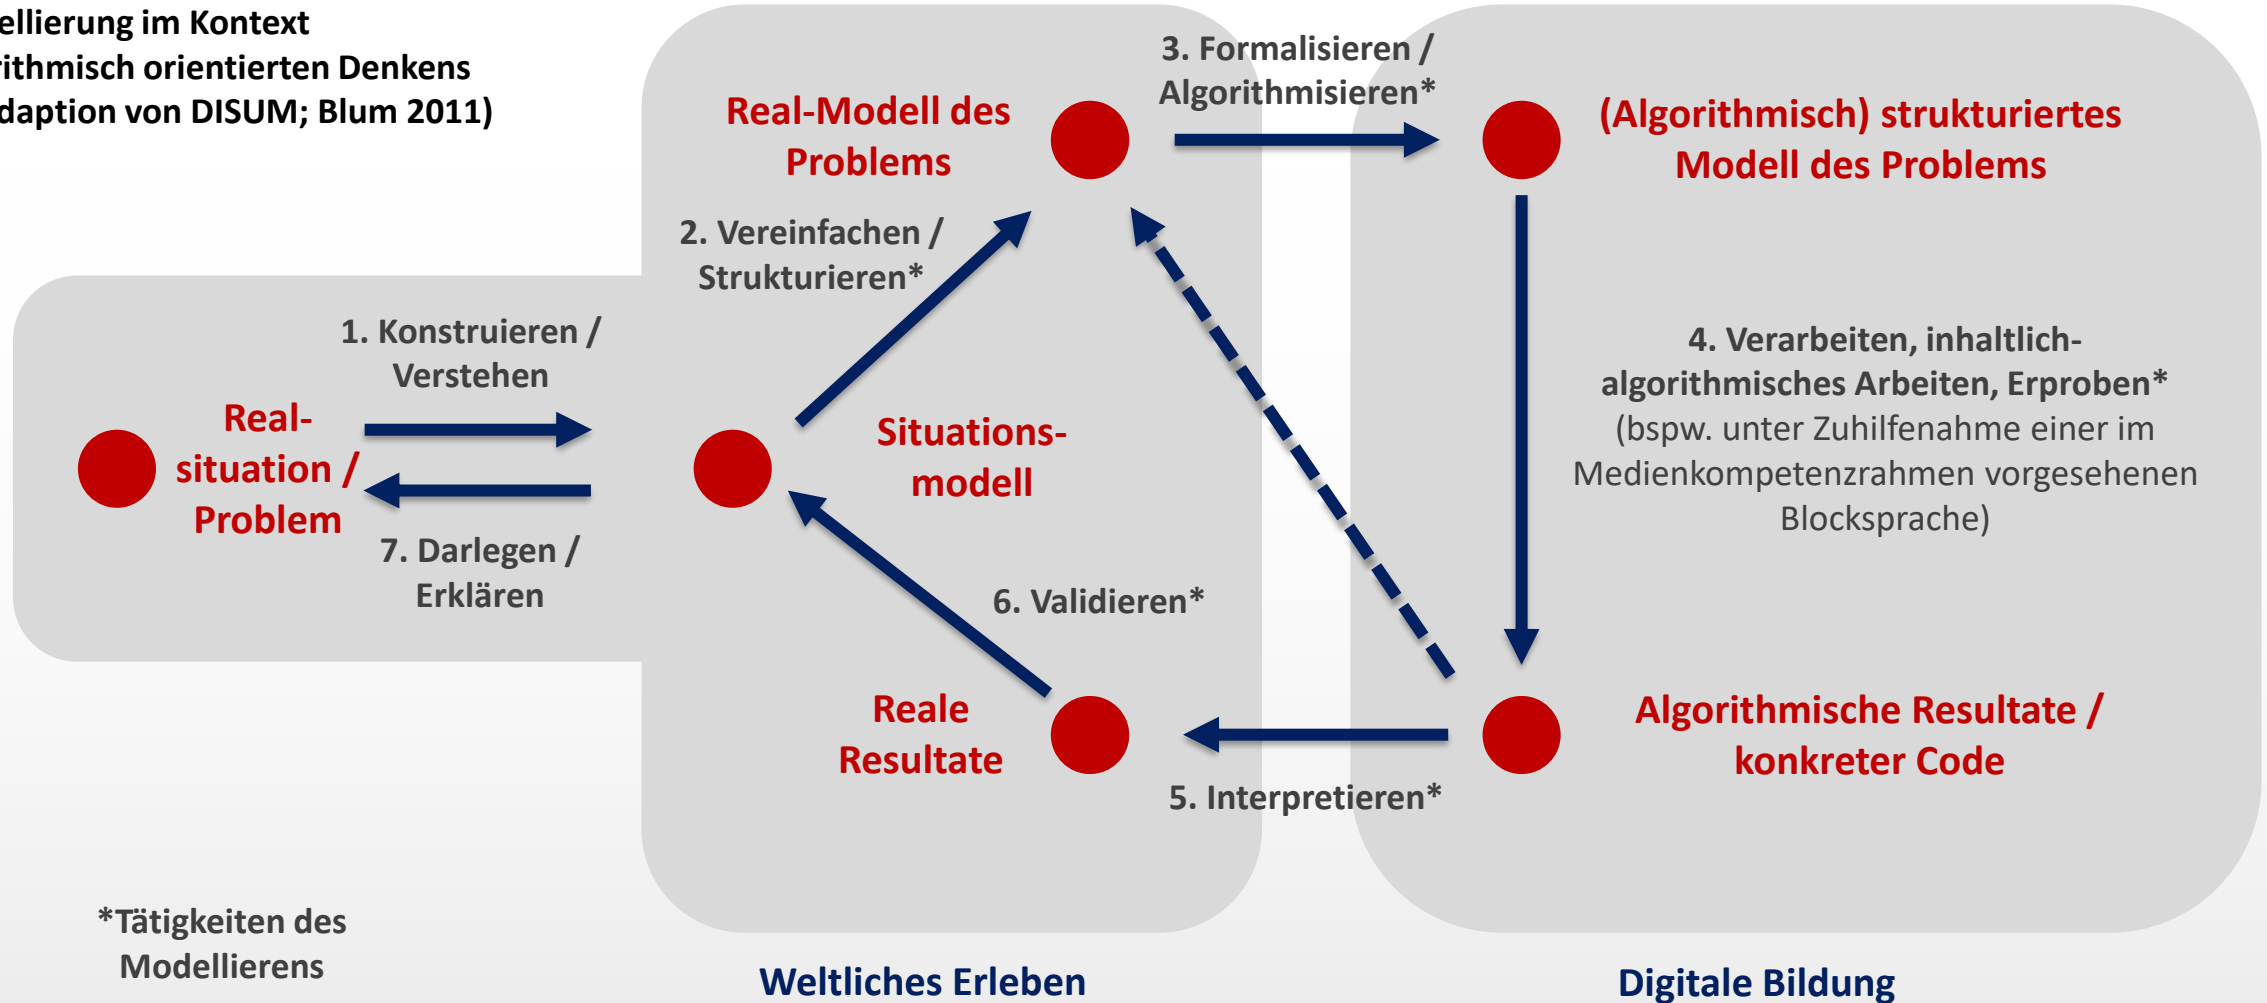 ellierung im Kontext
rithmisch orientierten Denkens
daption von DISUM; Blum 2011)
3. Formalisieren /
Algorithmisieren*
Real-Modell des
Problems
(Algorithmisch) strukturiertes
Modell des Problems
2. Vereinfachen /
Strukturieren*
1. Konstruieren /
Verstehen
4. Verarbeiten, inhaltlich-
algorithmisches Arbeiten, Erproben*
(bspw. unter Zuhilfenahme einer im
Medienkompetenzrahmen vorgesehenen
Blocksprache)
Real-
situation /
Problem
Situations-
modell
7. Darlegen /
Erklären
6. Validieren*
Reale
Resultate
Algorithmische Resultate /
konkreter Code
5. Interpretieren*
*Tätigkeiten des
Modellierens
Weltliches Erleben
Digitale Bildung